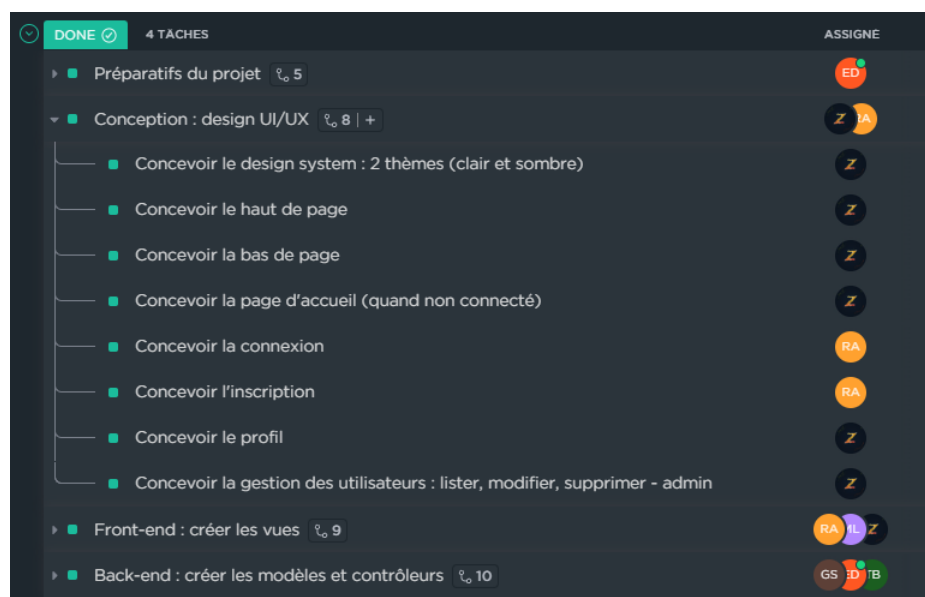 DONE 4 TÂCHES ASSIGNÉ
Préparatifs du projet 5 ED
Conception : design UI/UX 8 | + Z RA
Concevoir le design system : 2 thèmes (clair et sombre) Z
Concevoir le haut de page Z
Concevoir la bas de page Z
Concevoir la page d'accueil (quand non connecté) Z
Concevoir la connexion RA
Concevoir l'inscription RA
Concevoir le profil Z
Concevoir la gestion des utilisateurs : lister, modifier, supprimer - admin Z
Front-end : créer les vues 9 RA ML Z
Back-end : créer les modèles et contrôleurs 10 GS ED TB